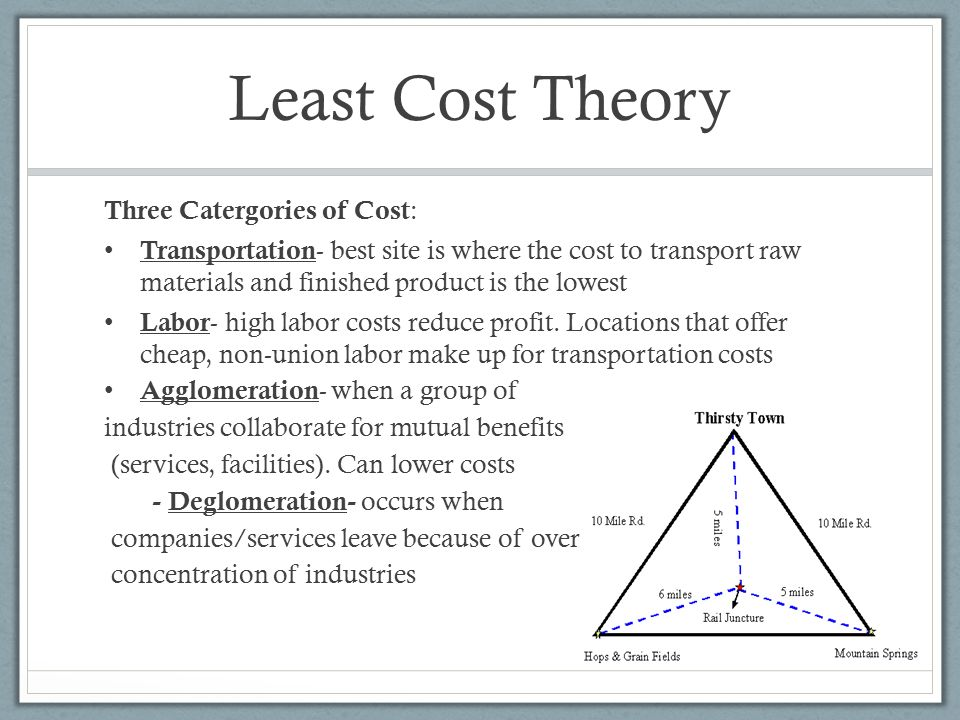 Least Cost Theory
Three Catergories of Cost:
• Transportation- best site is where the cost to transport raw
materials and finished product is the lowest
• Labor- high labor costs reduce profit. Locations that offer
cheap, non-union labor make up for transportation costs
• Agglomeration- when a group of
industries collaborate for mutual benefits
(services, facilities). Can lower costs
- Deglomeration- occurs when
companies/services leave because of over
concentration of industries
Thirsty Town
10 Mile Rd.
5 miles
10 Mile Rd.
6 miles
5 miles
Rail Juncture
Hops & Grain Fields
Mountain Springs